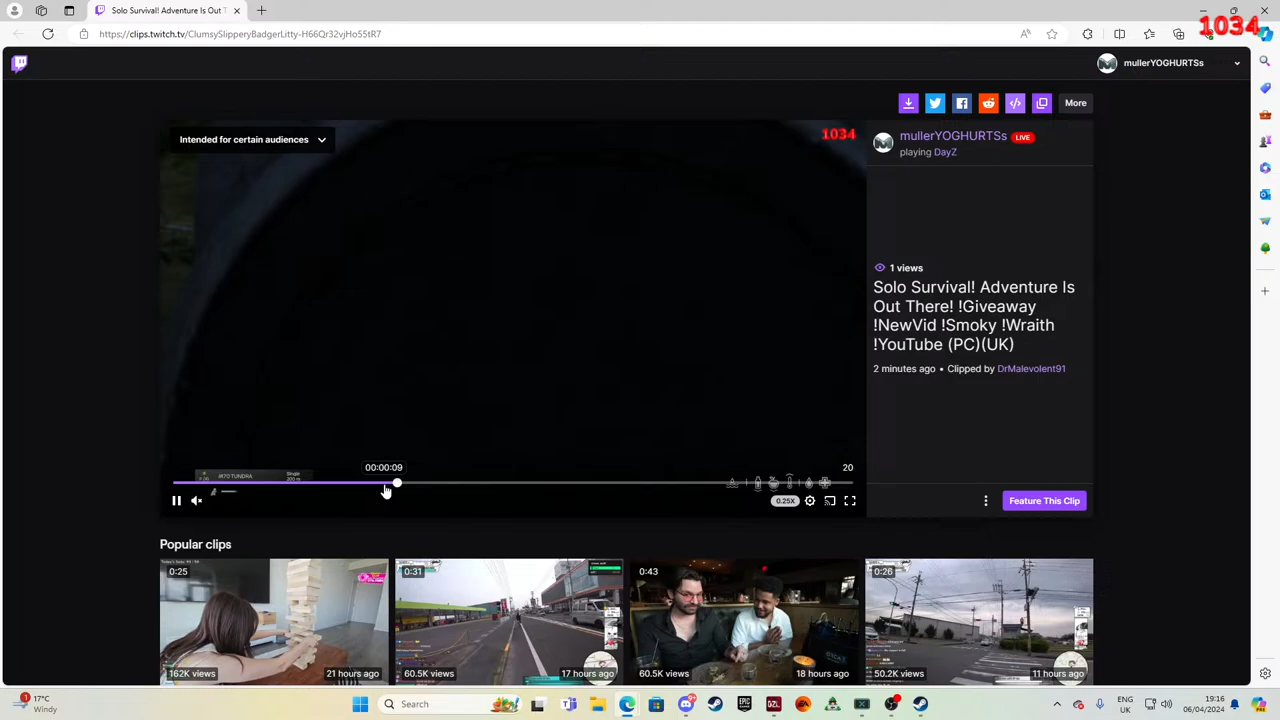 Solo Survival! Adventure Is Out T
1034
https://clips.twitch.tv/ClumsySlipperyBadgerLitty-H66Qr32vjHo55tR7
mullerYOGHURTSs
More
Intended for certain audiences
1034
mullerYOGHURTSs LIVE
playing DayZ
1 views
Solo Survival! Adventure Is
Out There! !Giveaway
!NewVid !Smoky !Wraith
!YouTube (PC)(UK)
2 minutes ago • Clipped by DrMalevolent91
00:00:09
20
M70 TUNDRA
Single
200 m
0.25X
Feature This Clip
Popular clips
0:25
0:31
0:43
0:26
162K views
21 hours ago
60.5K views
17 hours ago
60.5K views
18 hours ago
50.2K views
11 hours ago
17°C
Windy
Search
ENG
UK
19:16
06/04/2024